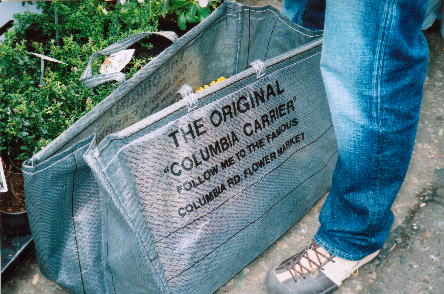 THE ORIGINAL
"COLUMBIA CARRIER"
FOLLOW ME TO THE FAMOUS
COLUMBIA RD. FLOWER MARKET